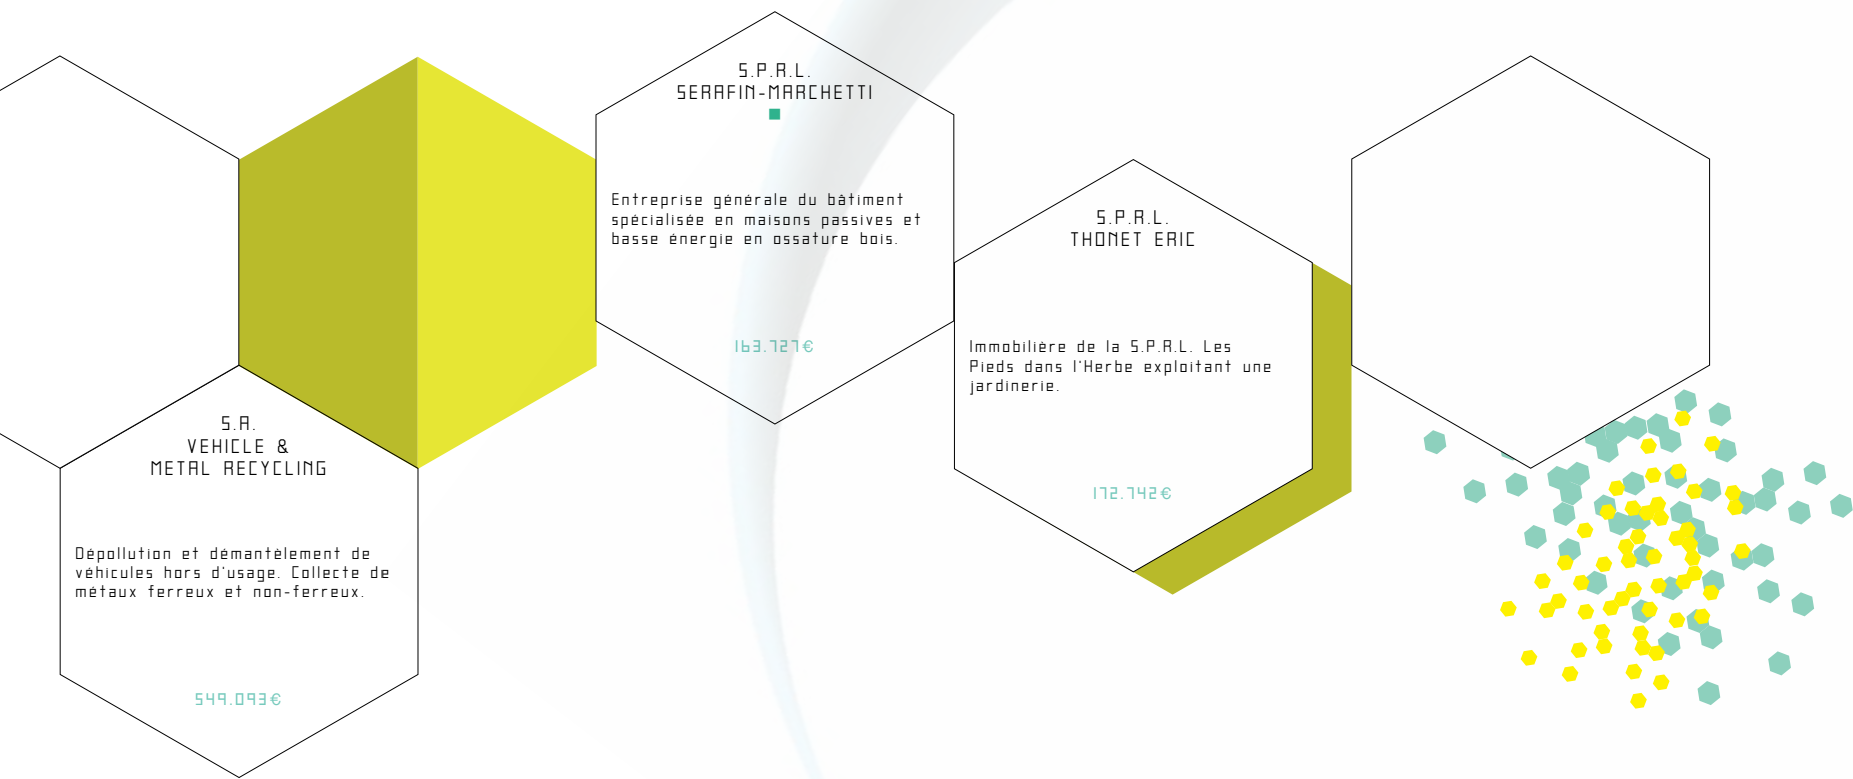 S.P.R.L.
SERAFIN-MARCHETTI
Entreprise générale du bâtiment
spécialisée en maisons passives et
basse énergie en ossature bois.
163.727€
S.P.R.L.
THONET ERIC
Immobilière de la S.P.R.L. Les
Pieds dans l'Herbe exploitant une
jardinerie.
172.742€
S.A.
VEHICLE &
METAL RECYCLING
Dépollution et démantèlement de
véhicules hors d'usage. Collecte de
métaux ferreux et non-ferreux.
549.093€